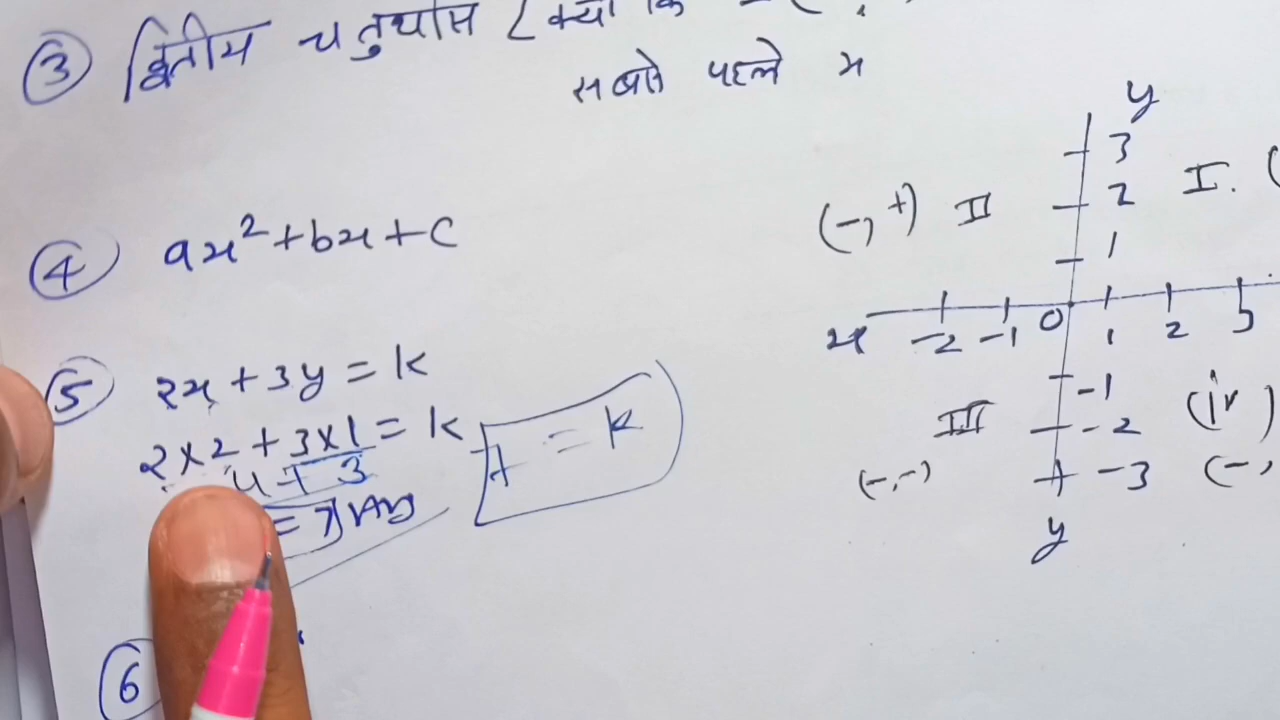 ③ द्वितीय चतुर्थांस ( क्यों कि
सबसे पहले x
④ ax²+bx+c
⑤ 2x + 3y = k
2×2 + 3×1 = k
4 + 3
= 7 Ans
7 = k
⑥
y
3
2
1
(-,+) II
I. (
x -2 -1 0 1 2 3
-1
III -2 (iv)
(-,-) -3 (-,
y